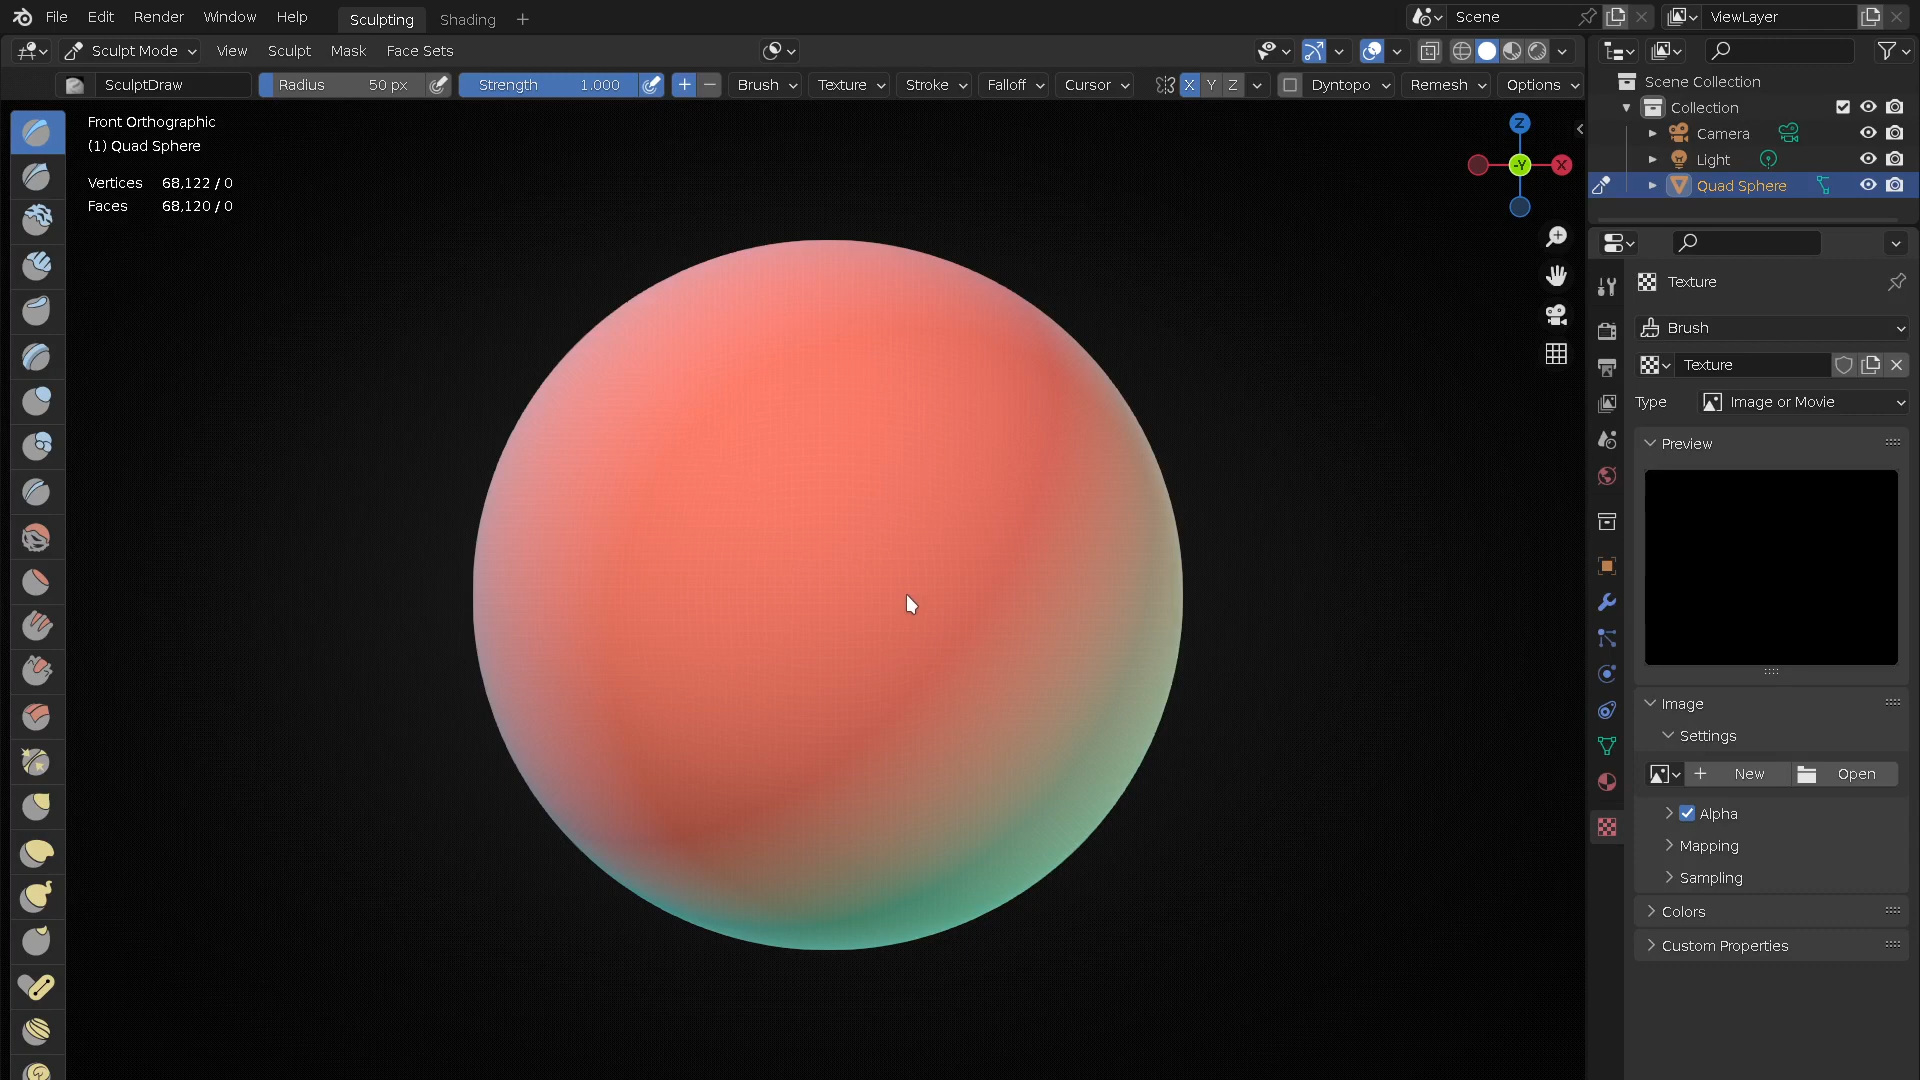 File Edit Render Window Help Sculpting Shading + Scene ViewLayer
Sculpt Mode View Sculpt Mask Face Sets
SculptDraw Radius 50 px Strength 1.000 + − Brush Texture Stroke Falloff Cursor X Y Z Dyntopo Remesh Options
Front Orthographic
(1) Quad Sphere
Vertices 68,122 / 0
Faces 68,120 / 0
Z
-Y X
Scene Collection
Collection
Camera
Light
Quad Sphere
Texture
Brush
Texture
Type Image or Movie
Preview
Image
Settings
+ New Open
Alpha
Mapping
Sampling
Colors
Custom Properties